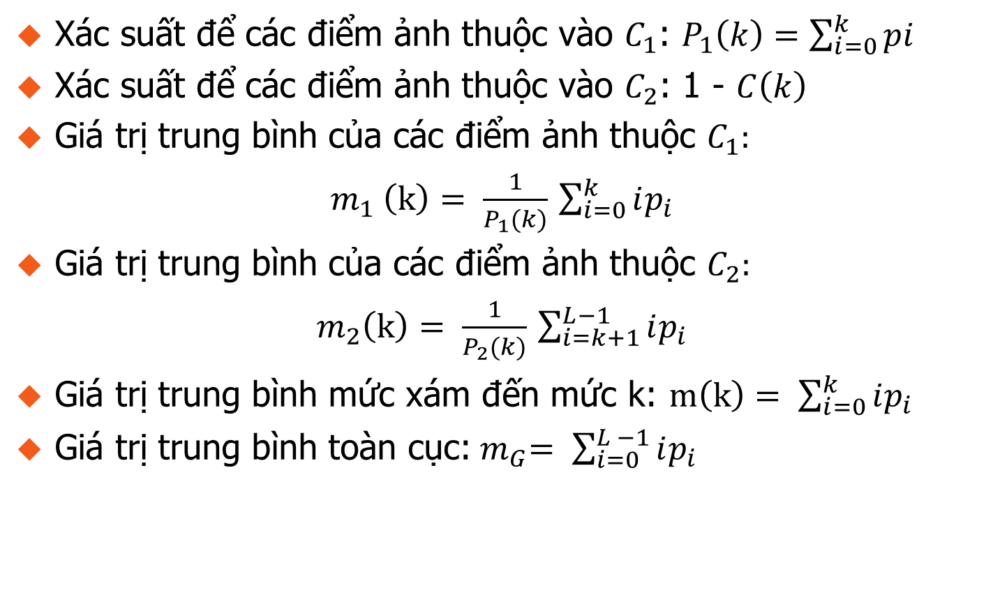 ◆ Xác suất để các điểm ảnh thuộc vào $C_1$: $P_1(k) = \sum_{i=0}^{k} pi$
◆ Xác suất để các điểm ảnh thuộc vào $C_2$: 1 - $C(k)$
◆ Giá trị trung bình của các điểm ảnh thuộc $C_1$:
$m_1$ (k) = $\frac{1}{P_1(k)} \sum_{i=0}^{k} ip_i$
◆ Giá trị trung bình của các điểm ảnh thuộc $C_2$:
$m_2$(k) = $\frac{1}{P_2(k)} \sum_{i=k+1}^{L-1} ip_i$
◆ Giá trị trung bình mức xám đến mức k: m(k) = $\sum_{i=0}^{k} ip_i$
◆ Giá trị trung bình toàn cục: $m_G$= $\sum_{i=0}^{L-1} ip_i$